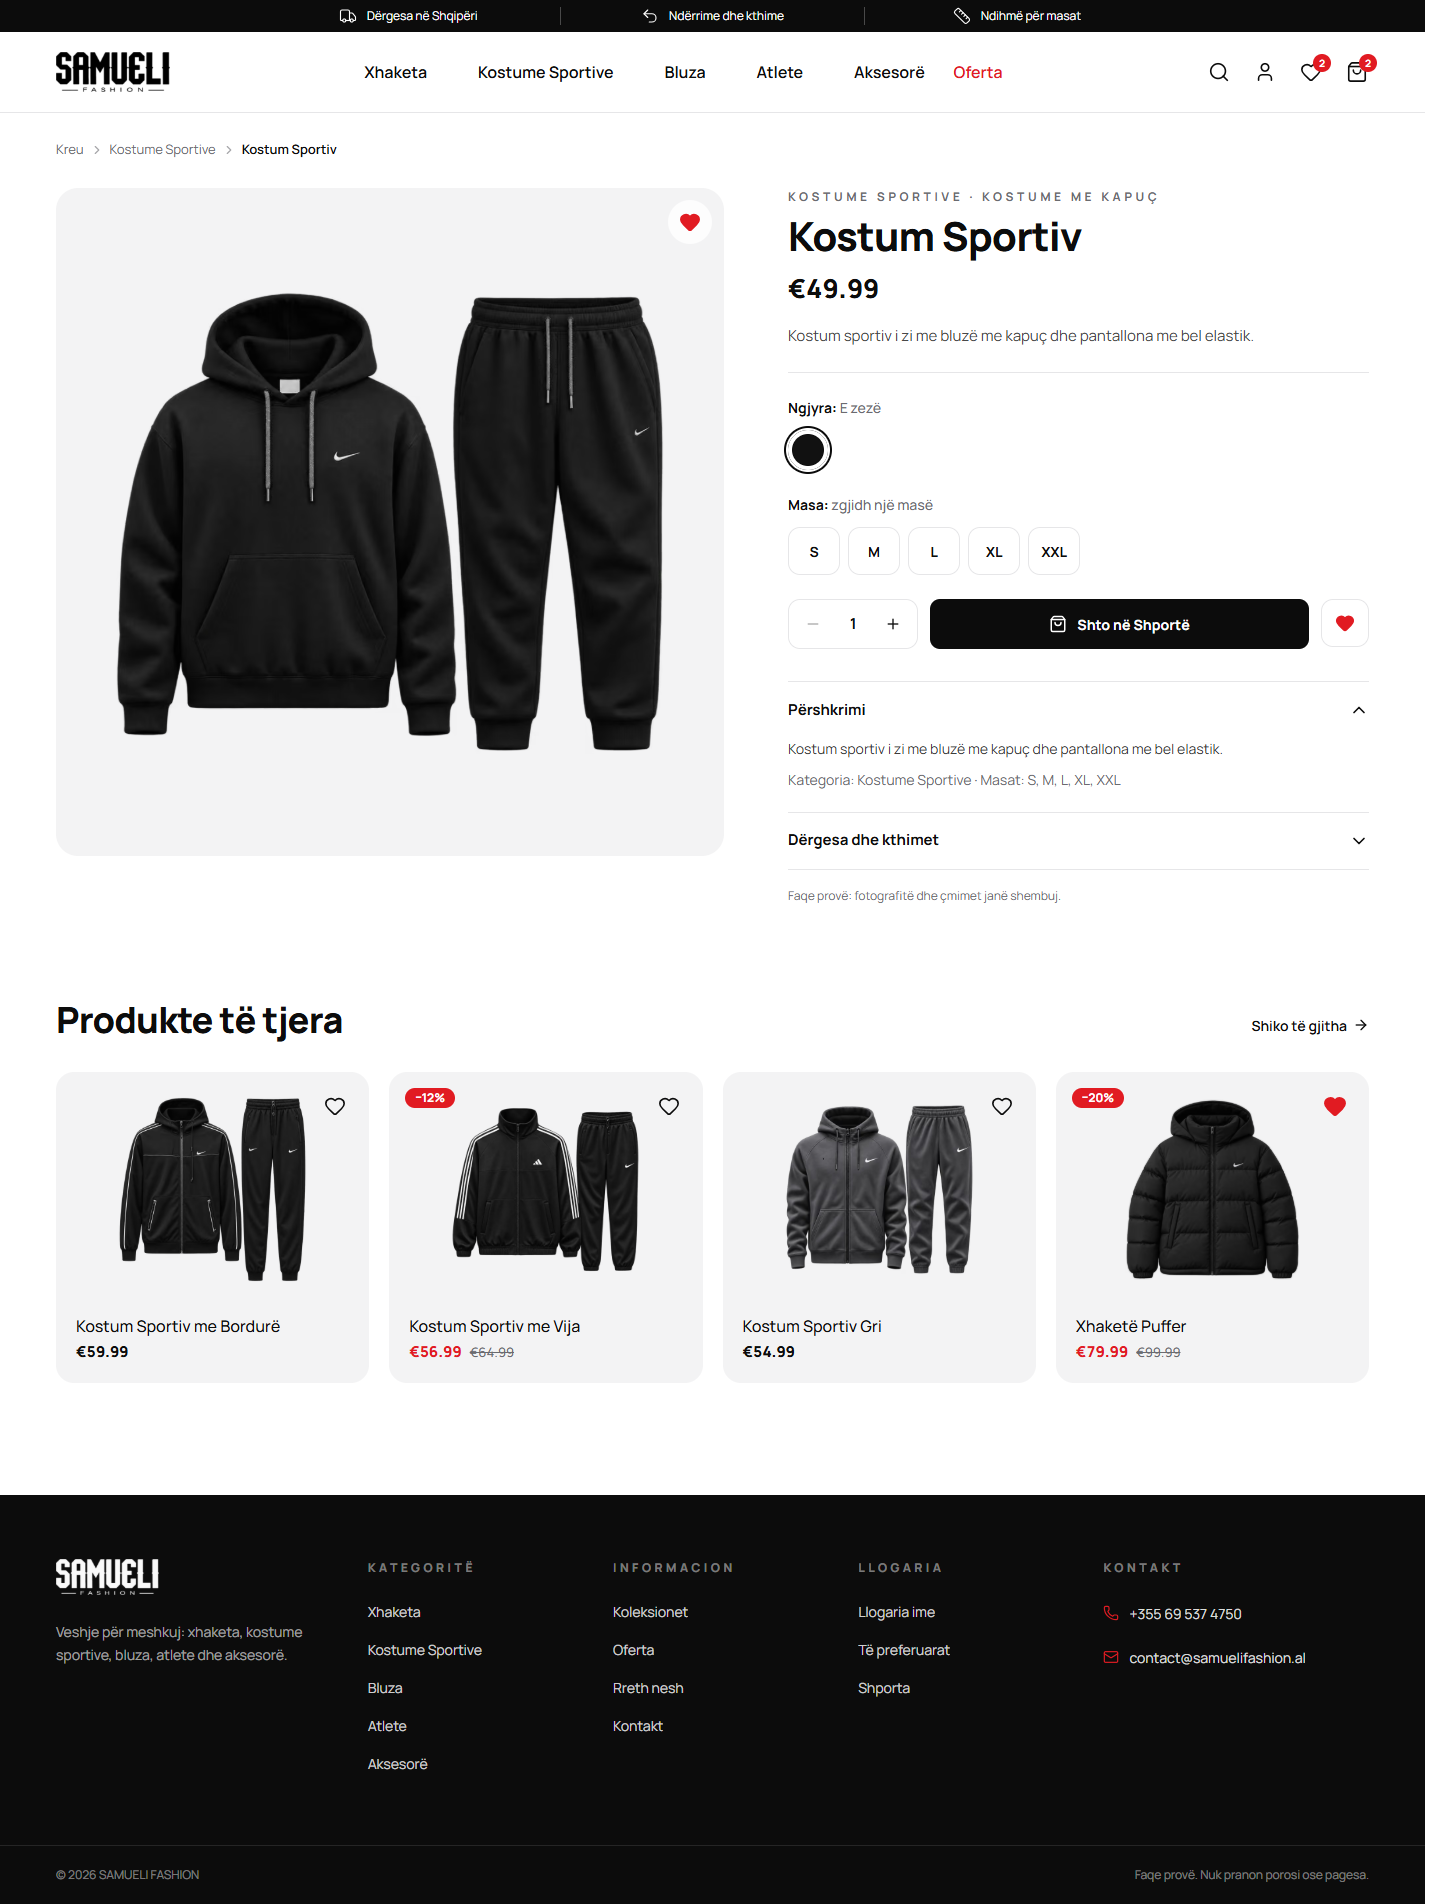 Dërgesa në Shqipëri
Ndërrime dhe kthime
Ndihmë për masat
SAMUELI
FASHION
Xhaketa
Kostume Sportive
Bluza
Atlete
Aksesorë
Oferta
2
2
Kreu
Kostume Sportive
Kostum Sportiv
KOSTUME SPORTIVE · KOSTUME ME KAPUÇ
Kostum Sportiv
€49.99
Kostum sportiv i zi me bluzë me kapuç dhe pantallona me bel elastik.
Ngjyra: E zezë
Masa: zgjidh një masë
S
M
L
XL
XXL
1
Shto në Shportë
Përshkrimi
Kostum sportiv i zi me bluzë me kapuç dhe pantallona me bel elastik.
Kategoria: Kostume Sportive · Masat: S, M, L, XL, XXL
Dërgesa dhe kthimet
Faqe provë: fotografitë dhe çmimet janë shembuj.
Produkte të tjera
Shiko të gjitha
Kostum Sportiv me Bordurë
€59.99
−12%
Kostum Sportiv me Vija
€56.99 €64.99
Kostum Sportiv Gri
€54.99
−20%
Xhaketë Puffer
€79.99 €99.99
SAMUELI
FASHION
Veshje për meshkuj: xhaketa, kostume
sportive, bluza, atlete dhe aksesorë.
KATEGORITË
Xhaketa
Kostume Sportive
Bluza
Atlete
Aksesorë
INFORMACION
Koleksionet
Oferta
Rreth nesh
Kontakt
LLOGARIA
Llogaria ime
Të preferuarat
Shporta
KONTAKT
+355 69 537 4750
contact@samuelifashion.al
© 2026 SAMUELI FASHION
Faqe provë. Nuk pranon porosi ose pagesa.